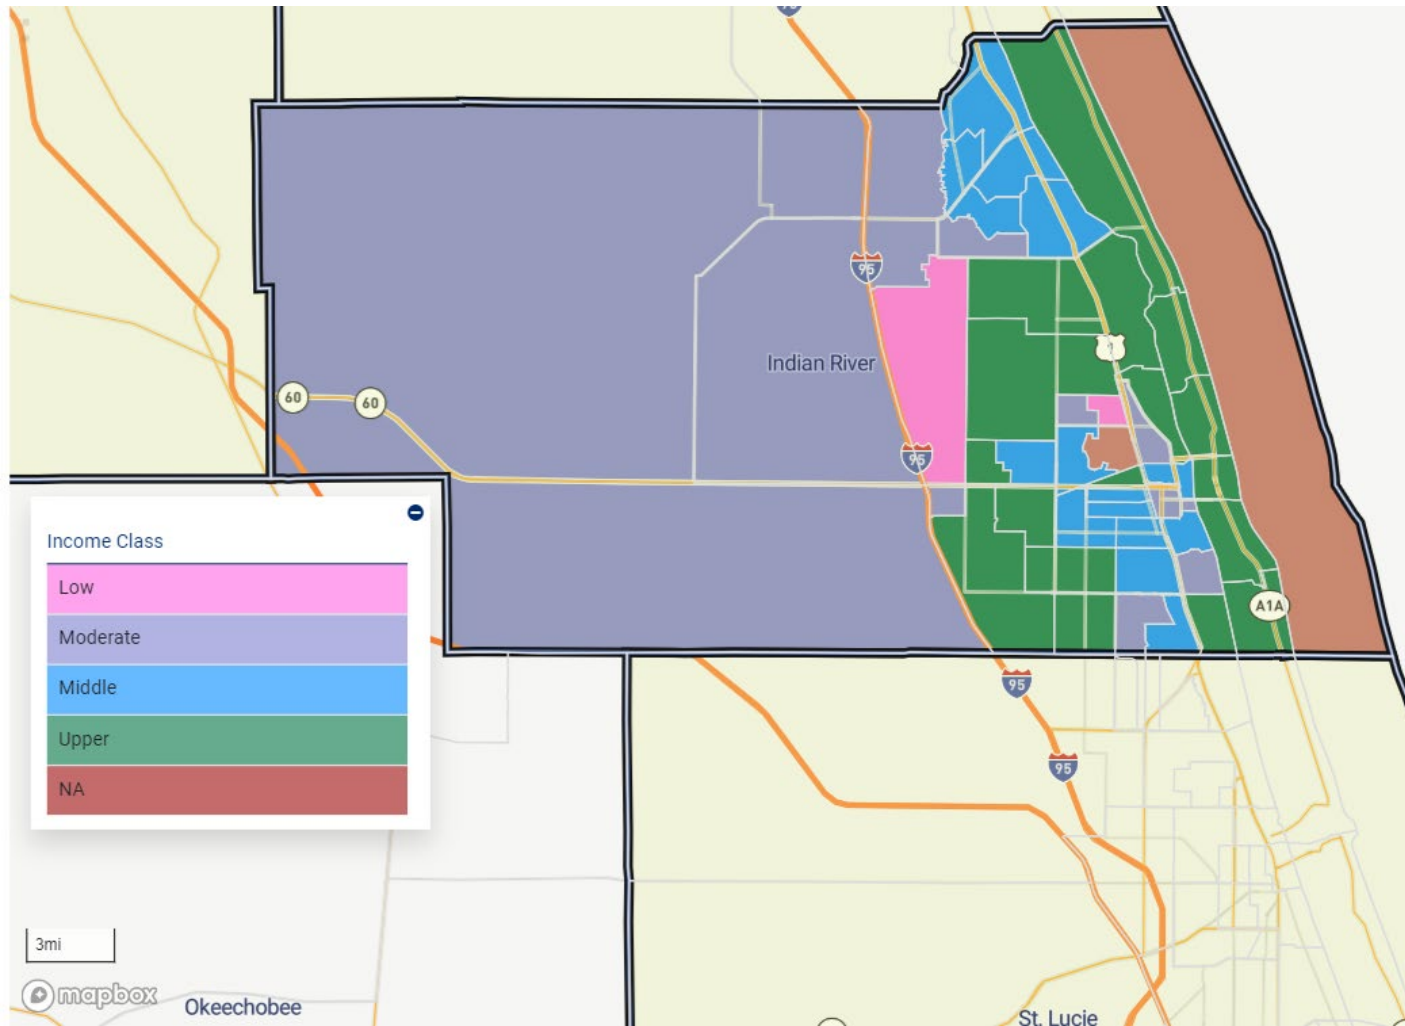 95
95
Indian River
1
60
60
95
Income Class
Low
Moderate
Middle
Upper
NA
A1A
95
95
3mi
mapbox
Okeechobee
St. Lucie